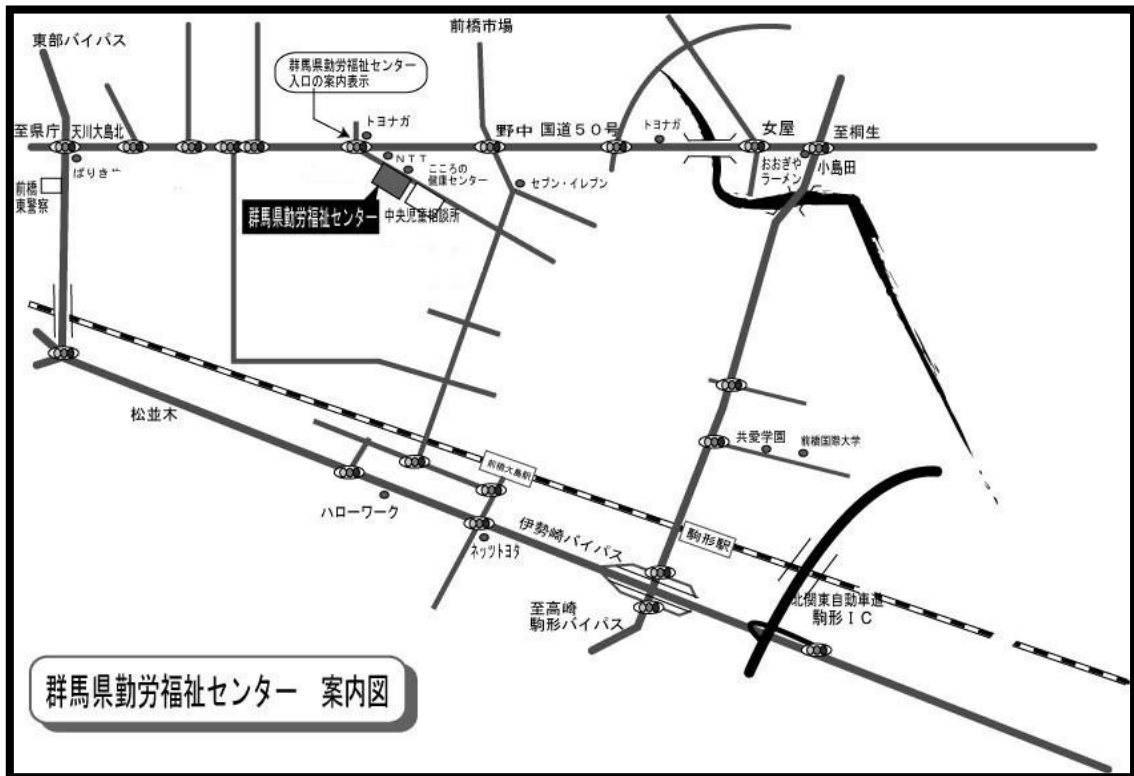 東部バイパス
前橋市場
群馬県勤労福祉センター
入口の案内表示
至県庁
天川大島北
トヨナガ
野中
国道50号
トヨナガ
女屋
至桐生
ぱりきや
NTT
こころの
健康センター
おおぎや
ラーメン
小島田
前橋
東警察
セブン・イレブン
群馬県勤労福祉センター
中央児童相談所
松並木
共愛学園
前橋国際大学
前橋大島駅
ハローワーク
伊勢崎バイパス
駒形駅
ネッツトヨタ
至高崎
駒形バイパス
北関東自動車道
駒形IC
群馬県勤労福祉センター 案内図